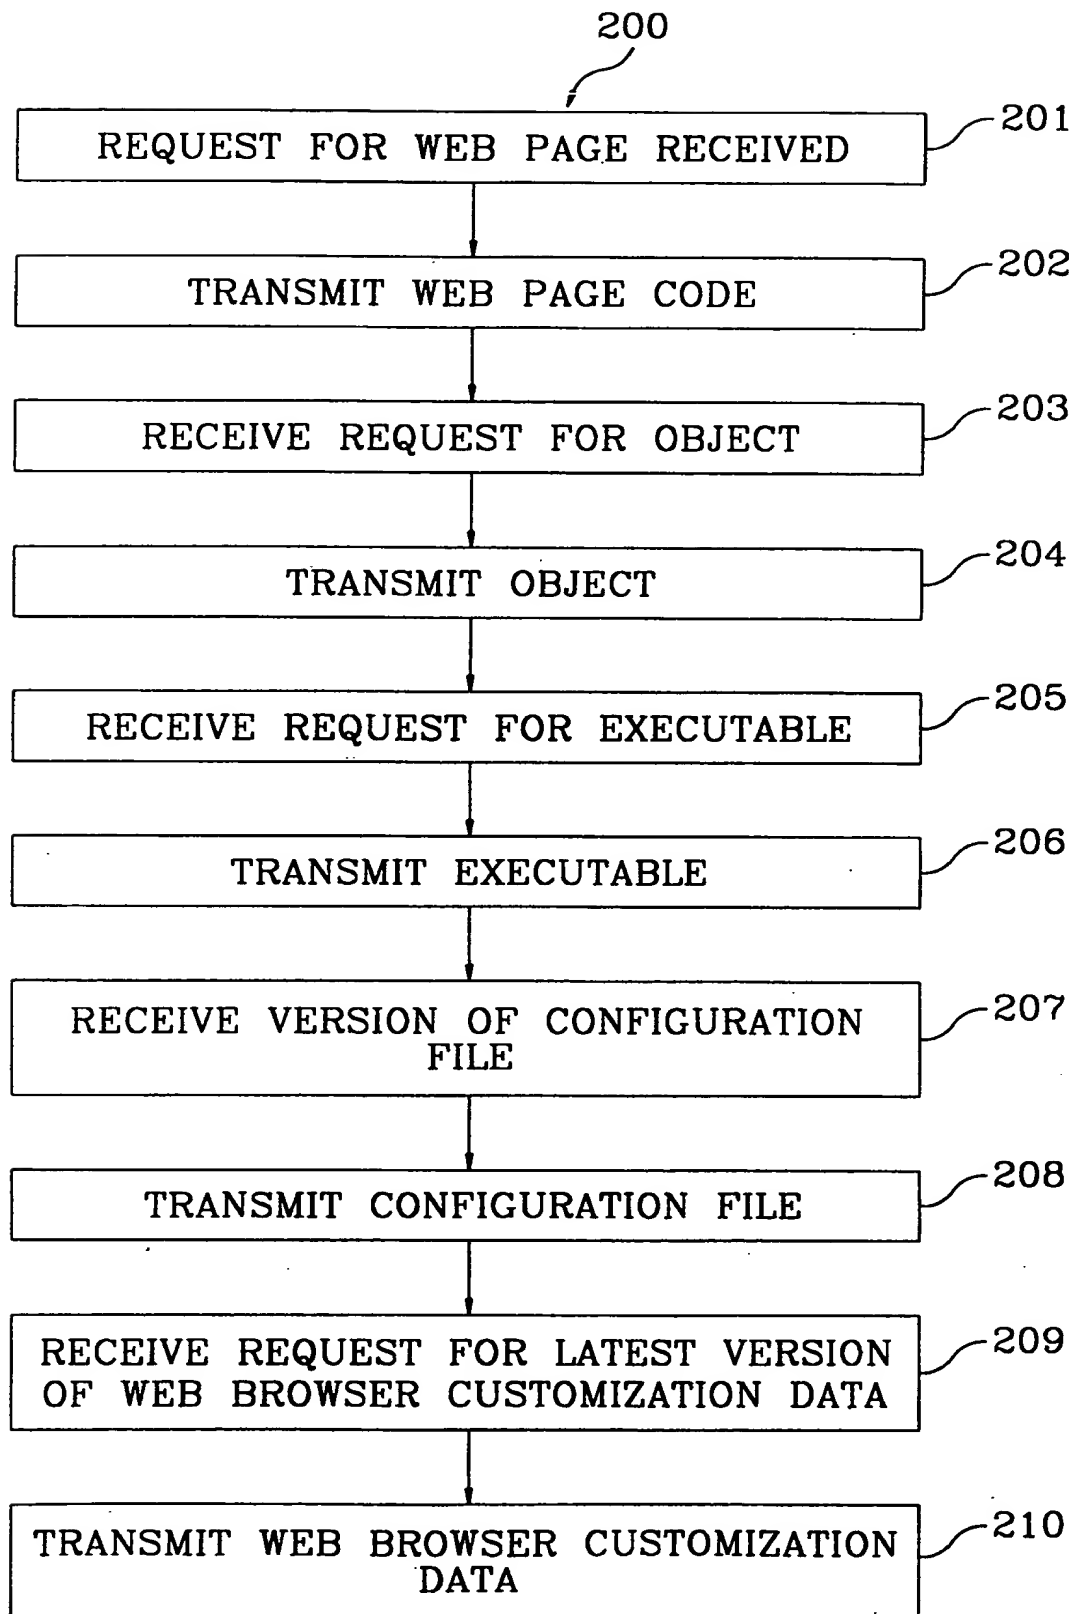 200
REQUEST FOR WEB PAGE RECEIVED
201
TRANSMIT WEB PAGE CODE
202
RECEIVE REQUEST FOR OBJECT
203
TRANSMIT OBJECT
204
RECEIVE REQUEST FOR EXECUTABLE
205
TRANSMIT EXECUTABLE
206
RECEIVE VERSION OF CONFIGURATION
FILE
207
TRANSMIT CONFIGURATION FILE
208
RECEIVE REQUEST FOR LATEST VERSION
OF WEB BROWSER CUSTOMIZATION DATA
209
TRANSMIT WEB BROWSER CUSTOMIZATION
DATA
210